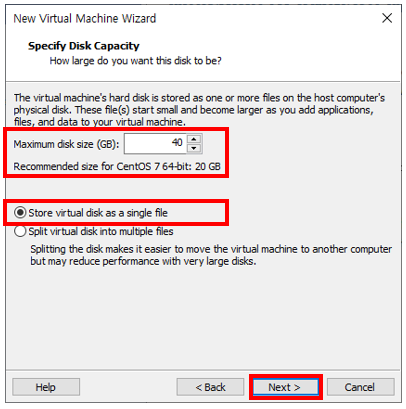 New Virtual Machine Wizard
Specify Disk Capacity
How large do you want this disk to be?
The virtual machine's hard disk is stored as one or more files on the host computer's
physical disk. These file(s) start small and become larger as you add applications,
files, and data to your virtual machine.
Maximum disk size (GB): 40
Recommended size for CentOS 7 64-bit: 20 GB
Store virtual disk as a single file
Split virtual disk into multiple files
Splitting the disk makes it easier to move the virtual machine to another computer
but may reduce performance with very large disks.
Help < Back Next > Cancel